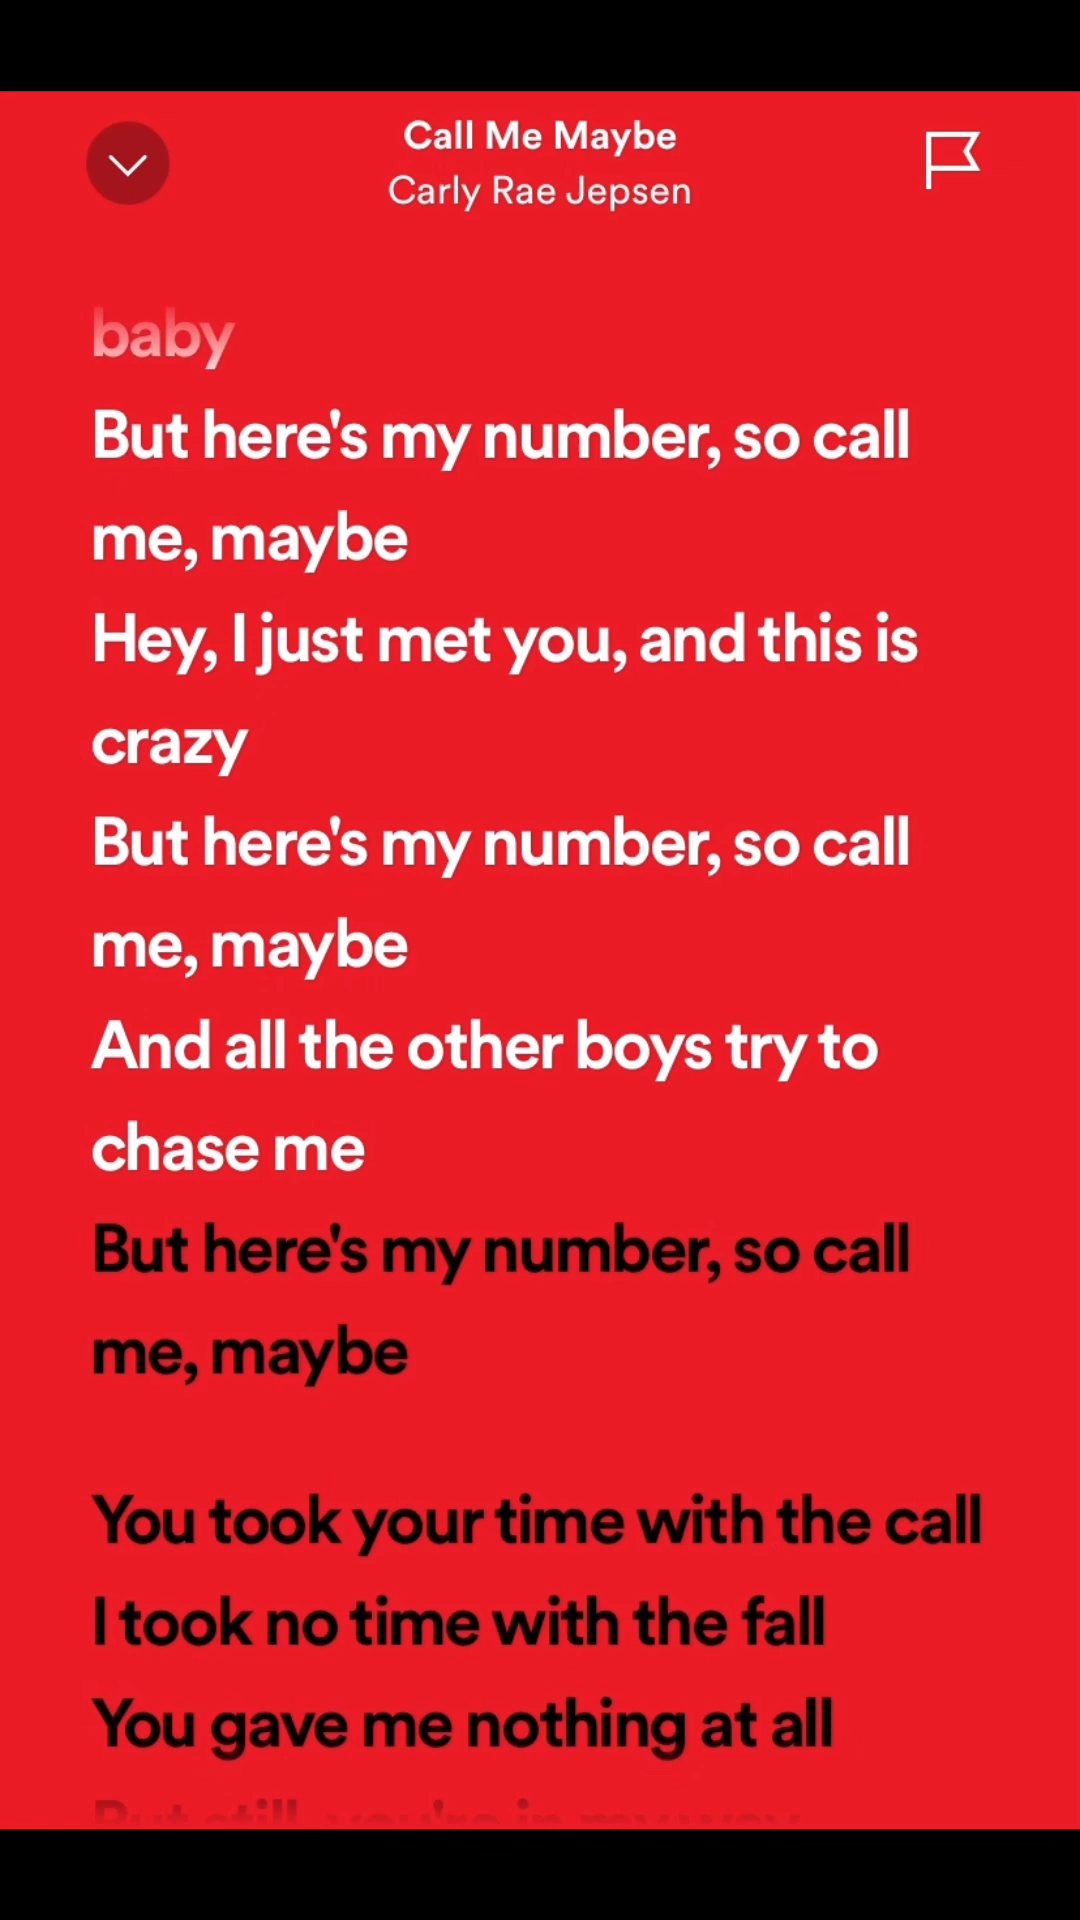 Call Me Maybe
Carly Rae Jepsen
baby
But here's my number, so call
me, maybe
Hey, I just met you, and this is
crazy
But here's my number, so call
me, maybe
And all the other boys try to
chase me
But here's my number, so call
me, maybe
You took your time with the call
I took no time with the fall
You gave me nothing at all